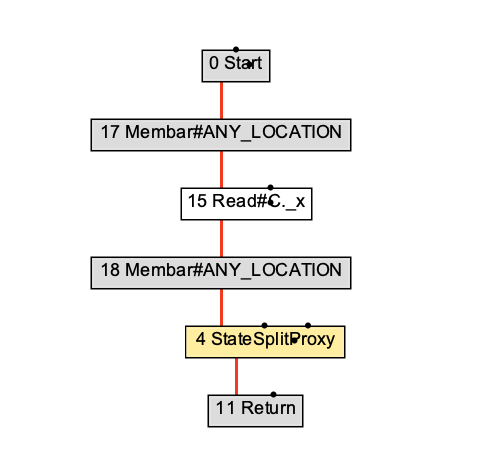 0 Start
17 Membar#ANY_LOCATION
15 Read#C._x
18 Membar#ANY_LOCATION
4 StateSplitProxy
11 Return